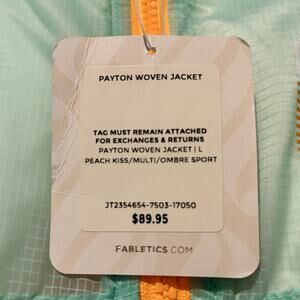 PAYTON WOVEN JACKET
TAG MUST REMAIN ATTACHED
FOR EXCHANGES & RETURNS
PAYTON WOVEN JACKET | L
PEACH KISS/MULTI/OMBRE SPORT
JT2354654-7503-17050
$89.95
FABLETICS.COM